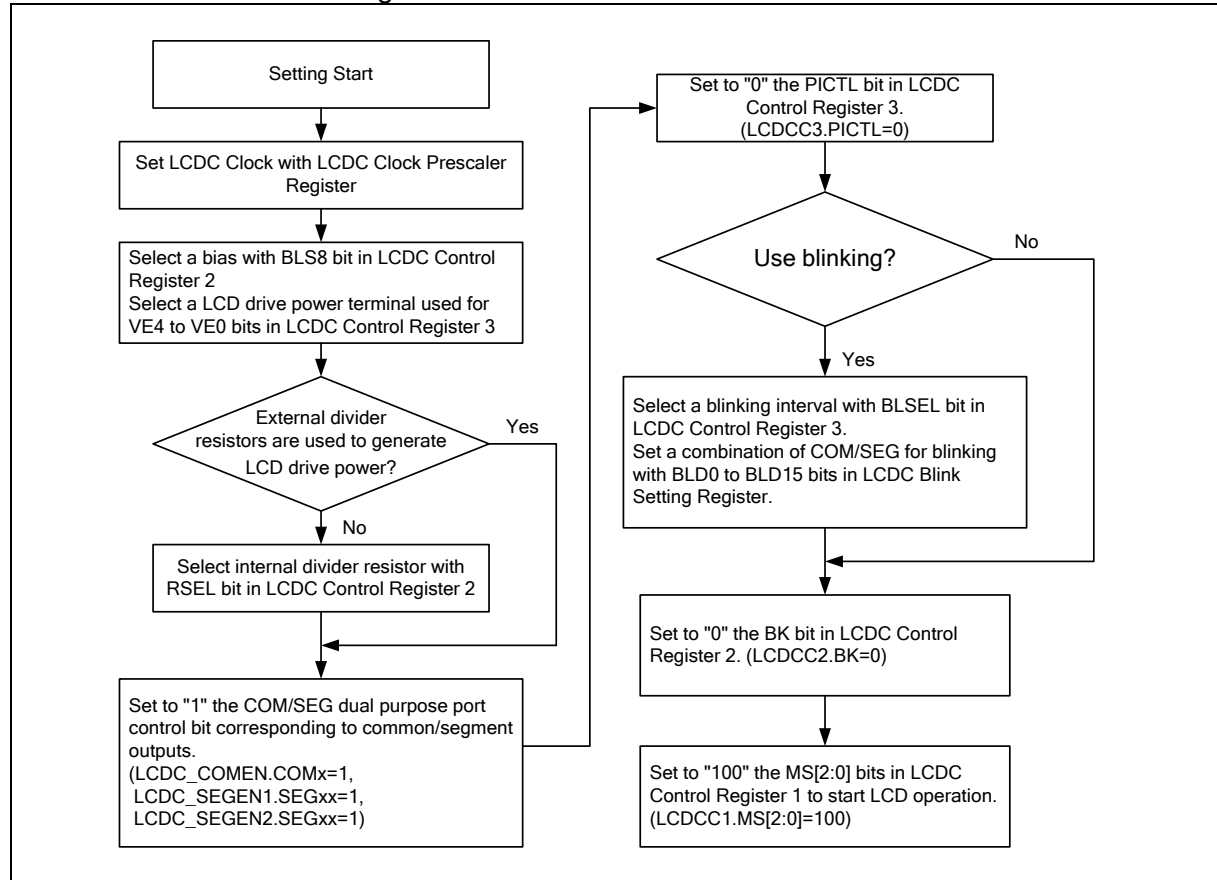 Setting Start
Set LCDC Clock with LCDC Clock Prescaler
Register
Select a bias with BLS8 bit in LCDC Control
Register 2
Select a LCD drive power terminal used for
VE4 to VE0 bits in LCDC Control Register 3
External divider
resistors are used to generate
LCD drive power?
Yes
No
Select internal divider resistor with
RSEL bit in LCDC Control Register 2
Set to "1" the COM/SEG dual purpose port
control bit corresponding to common/segment
outputs.
(LCDC_COMEN.COMx=1,
LCDC_SEGEN1.SEGxx=1,
LCDC_SEGEN2.SEGxx=1)
Set to "0" the PICTL bit in LCDC
Control Register 3.
(LCDCC3.PICTL=0)
Use blinking?
No
Yes
Select a blinking interval with BLSEL bit in
LCDC Control Register 3.
Set a combination of COM/SEG for blinking
with BLD0 to BLD15 bits in LCDC Blink
Setting Register.
Set to "0" the BK bit in LCDC Control
Register 2. (LCDCC2.BK=0)
Set to "100" the MS[2:0] bits in LCDC
Control Register 1 to start LCD operation.
(LCDCC1.MS[2:0]=100)